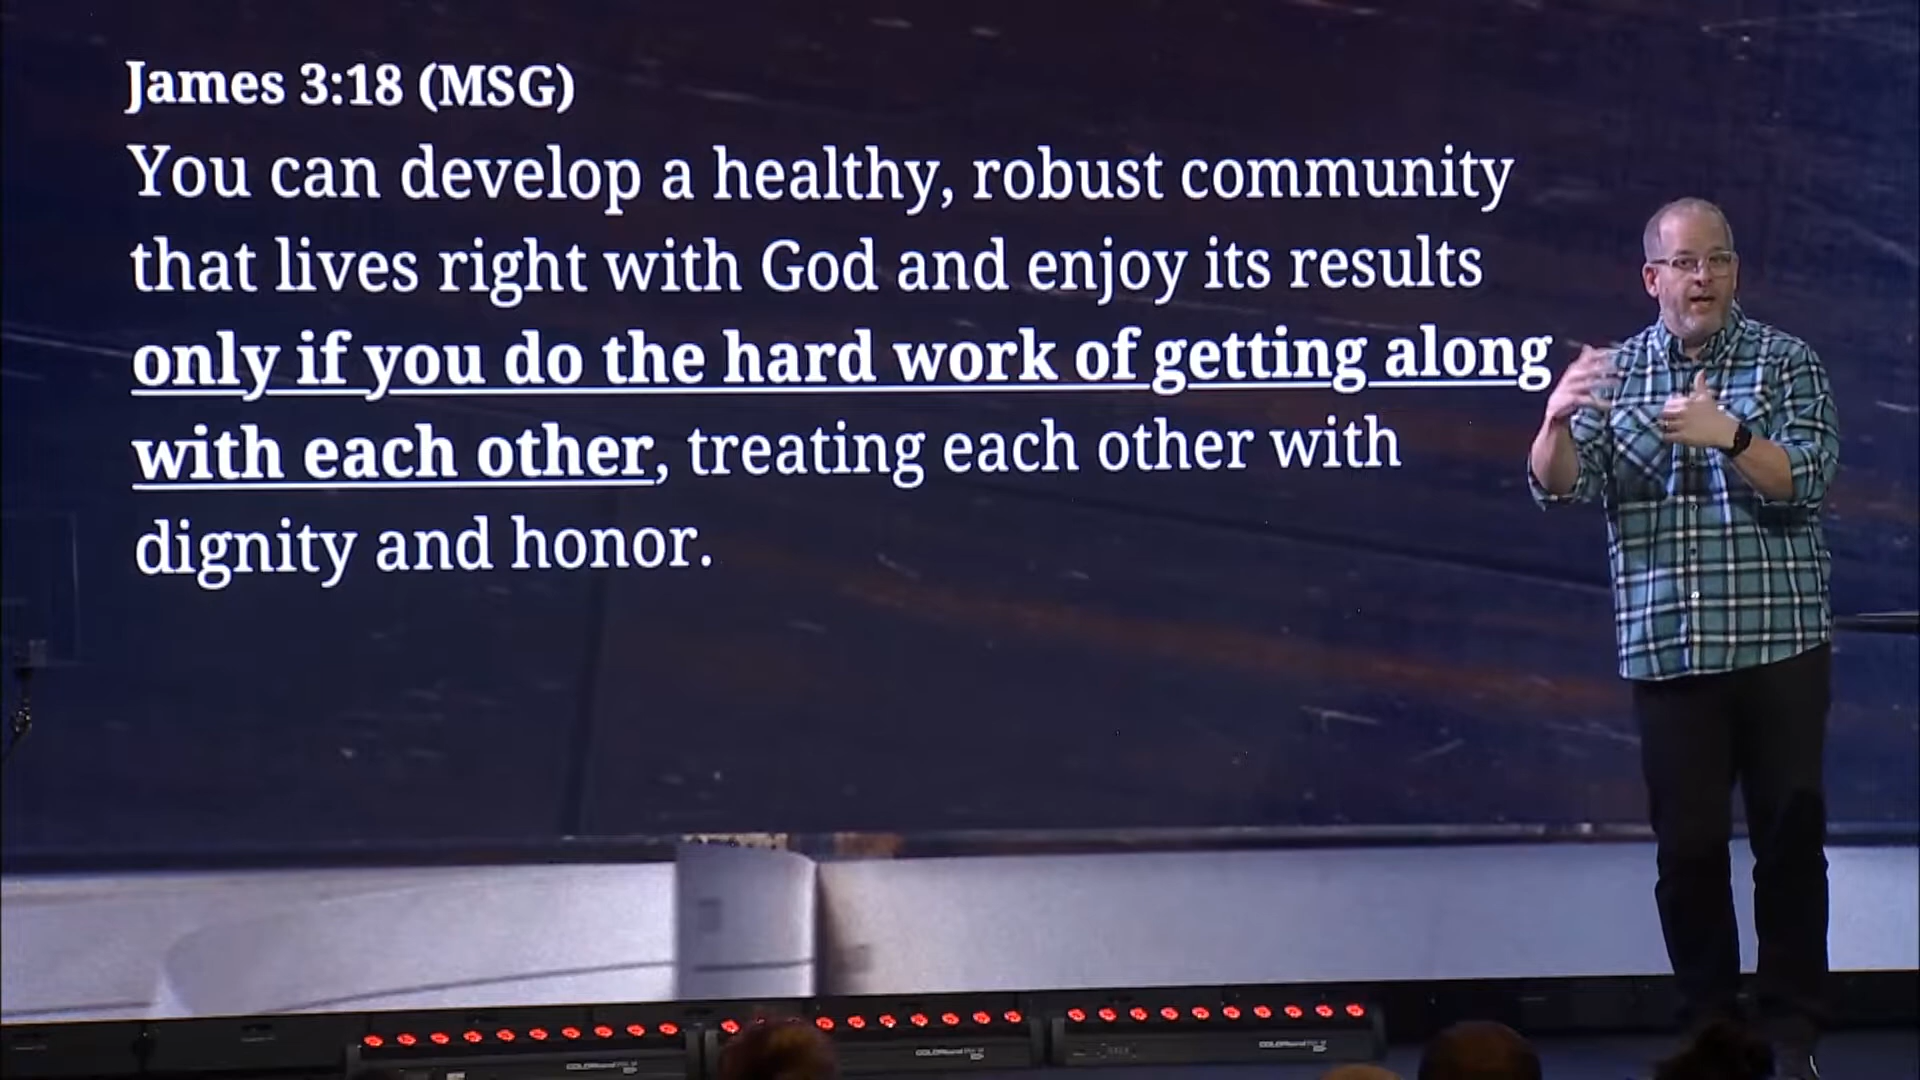 James 3:18 (MSG)
You can develop a healthy, robust community
that lives right with God and enjoy its results
only if you do the hard work of getting along
with each other, treating each other with
dignity and honor.